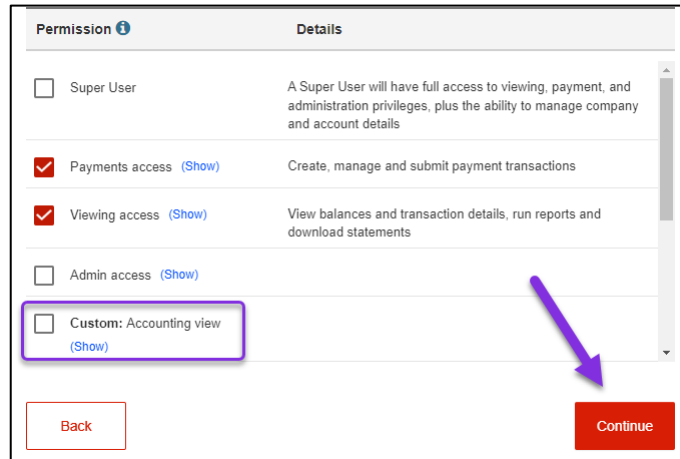 Permission Details
Super User
A Super User will have full access to viewing, payment, and
administration privileges, plus the ability to manage company
and account details
Payments access (Show)
Create, manage and submit payment transactions
Viewing access (Show)
View balances and transaction details, run reports and
download statements
Admin access (Show)
Custom: Accounting view
(Show)
Back
Continue